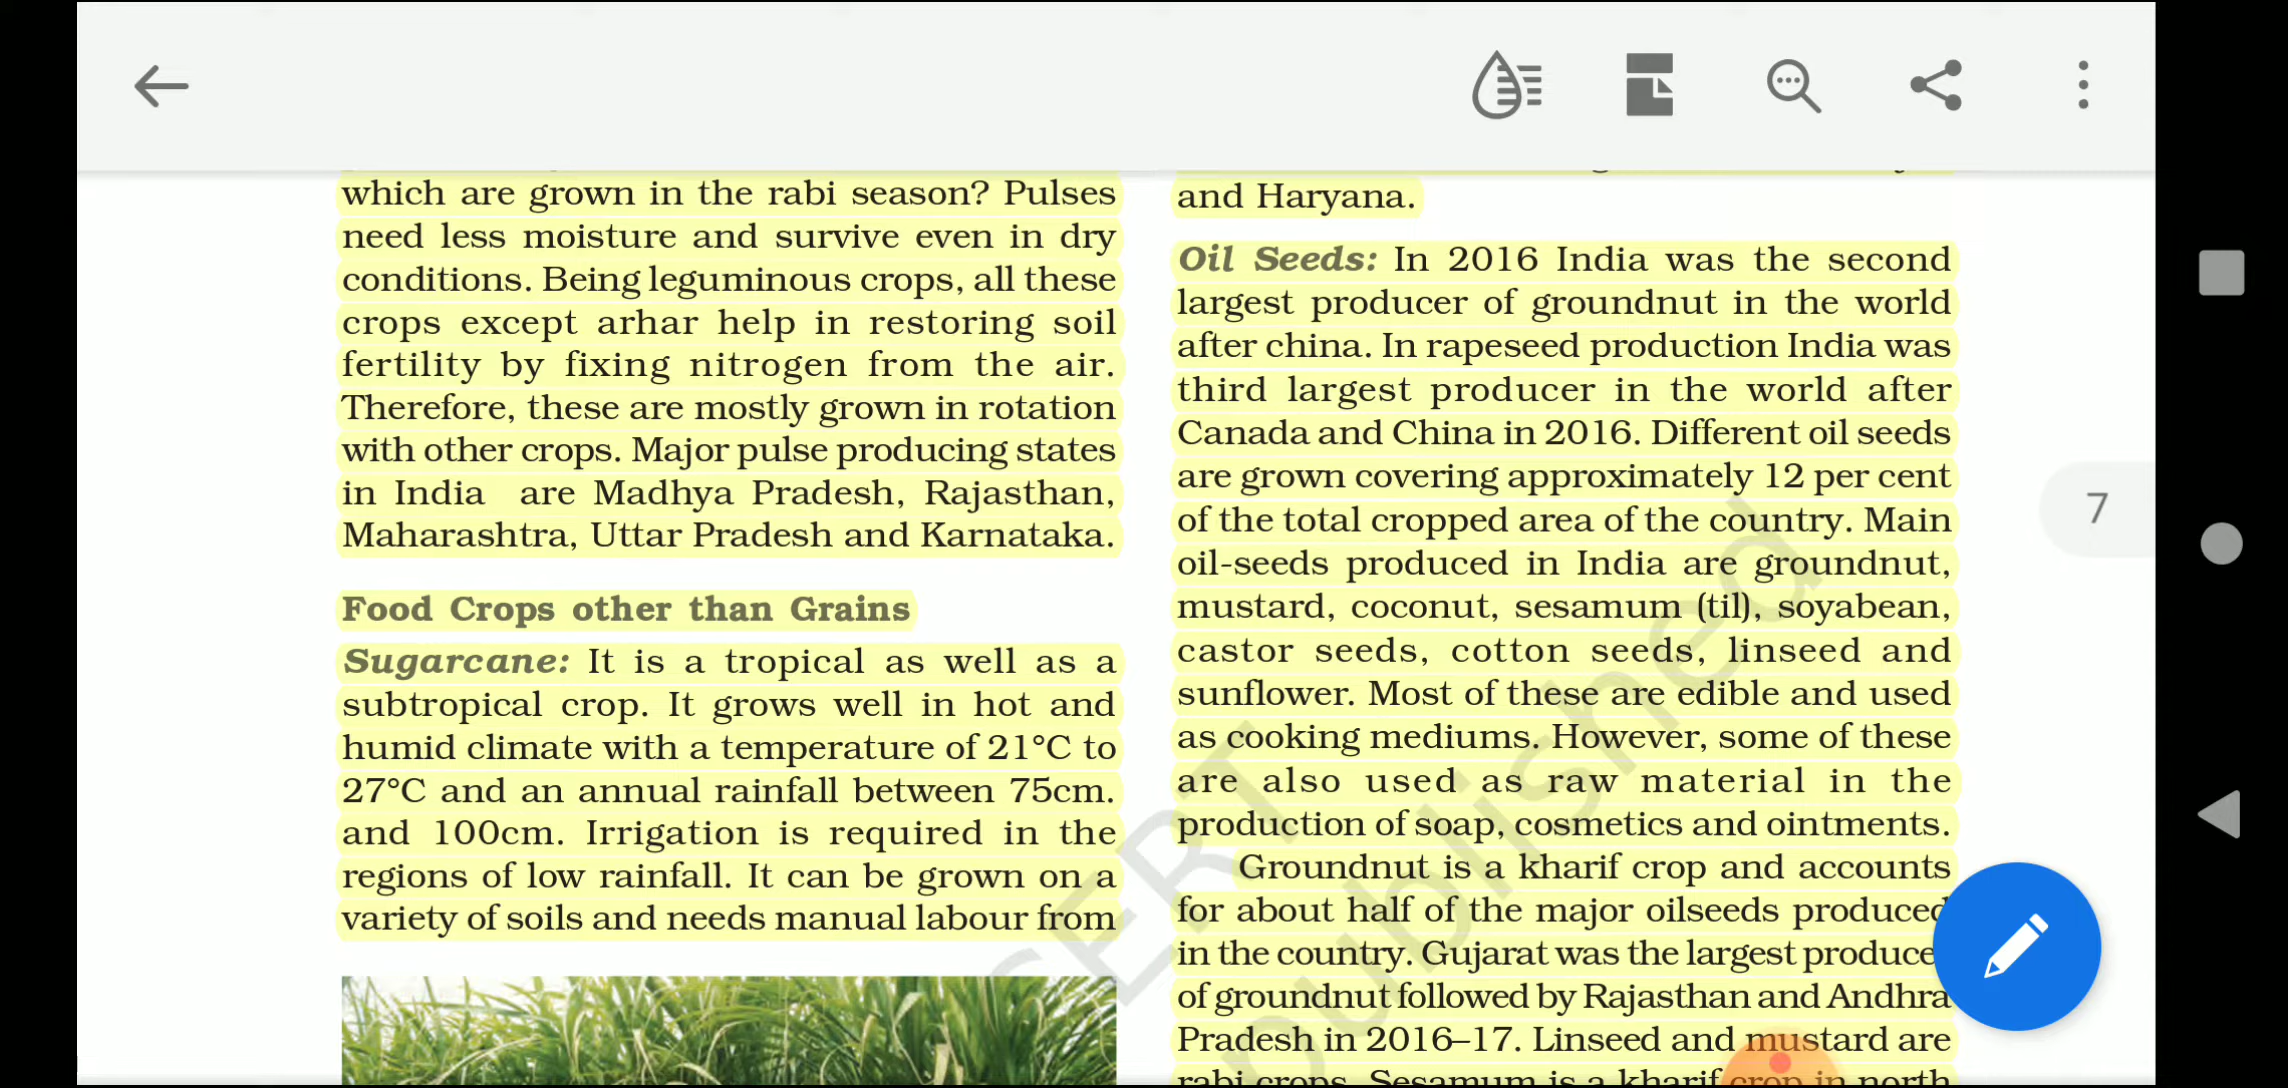 which are grown in the rabi season? Pulses
need less moisture and survive even in dry
conditions. Being leguminous crops, all these
crops except arhar help in restoring soil
fertility by fixing nitrogen from the air.
Therefore, these are mostly grown in rotation
with other crops. Major pulse producing states
in India are Madhya Pradesh, Rajasthan,
Maharashtra, Uttar Pradesh and Karnataka.
Food Crops other than Grains
Sugarcane: It is a tropical as well as a
subtropical crop. It grows well in hot and
humid climate with a temperature of 21°C to
27°C and an annual rainfall between 75cm.
and 100cm. Irrigation is required in the
regions of low rainfall. It can be grown on a
variety of soils and needs manual labour from
and Haryana.
Oil Seeds: In 2016 India was the second
largest producer of groundnut in the world
after china. In rapeseed production India was
third largest producer in the world after
Canada and China in 2016. Different oil seeds
are grown covering approximately 12 per cent
of the total cropped area of the country. Main
oil-seeds produced in India are groundnut,
mustard, coconut, sesamum (til), soyabean,
castor seeds, cotton seeds, linseed and
sunflower. Most of these are edible and used
as cooking mediums. However, some of these
are also used as raw material in the
production of soap, cosmetics and ointments.
Groundnut is a kharif crop and accounts
for about half of the major oilseeds produced
in the country. Gujarat was the largest produce
of groundnut followed by Rajasthan and Andhra
Pradesh in 2016–17. Linseed and mustard are
rabi crops. Sesamum is a kharif crop in north
7